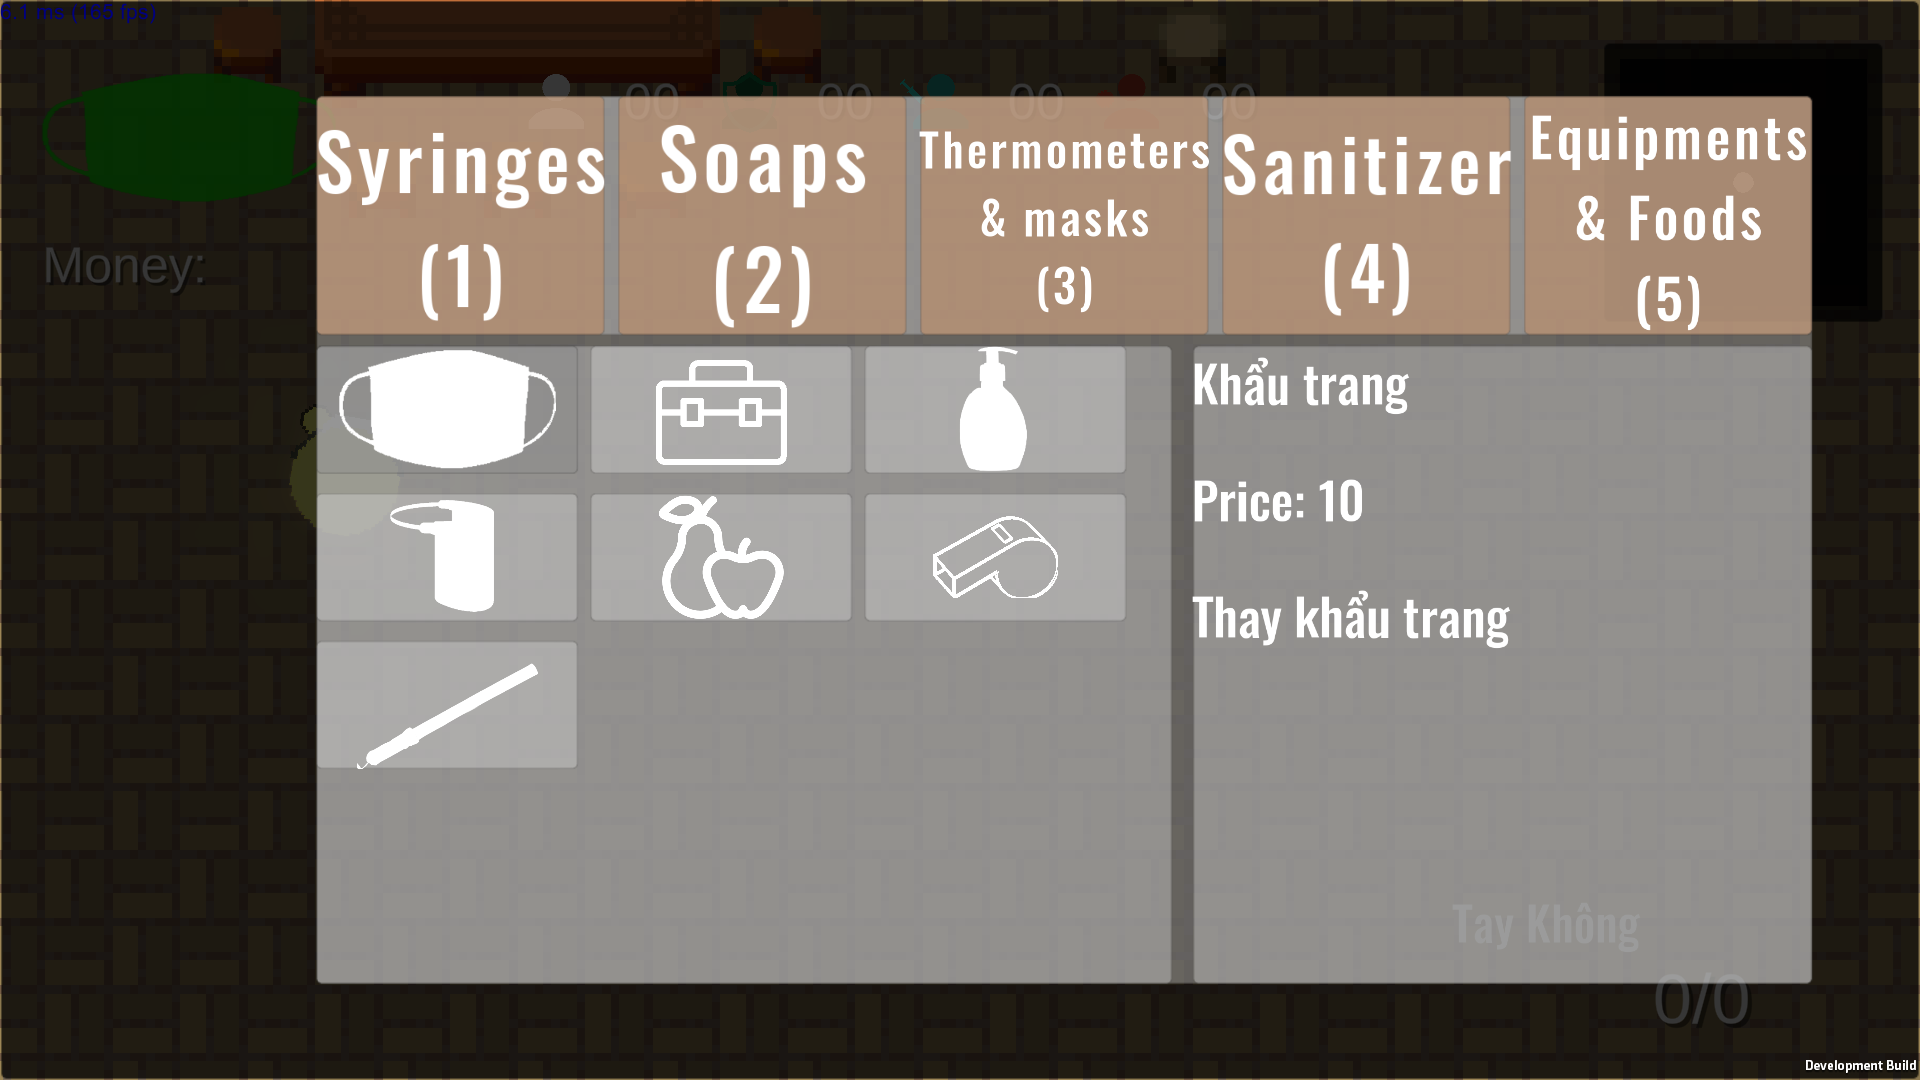 6.1 ms (165 fps)
00 00 00 00
Money:
Syringes
(1)
Soaps
(2)
Thermometers
& masks
(3)
Sanitizer
(4)
Equipments
& Foods
(5)
Khẩu trang
Price: 10
Thay khẩu trang
Tay Không
0/0
Development Build